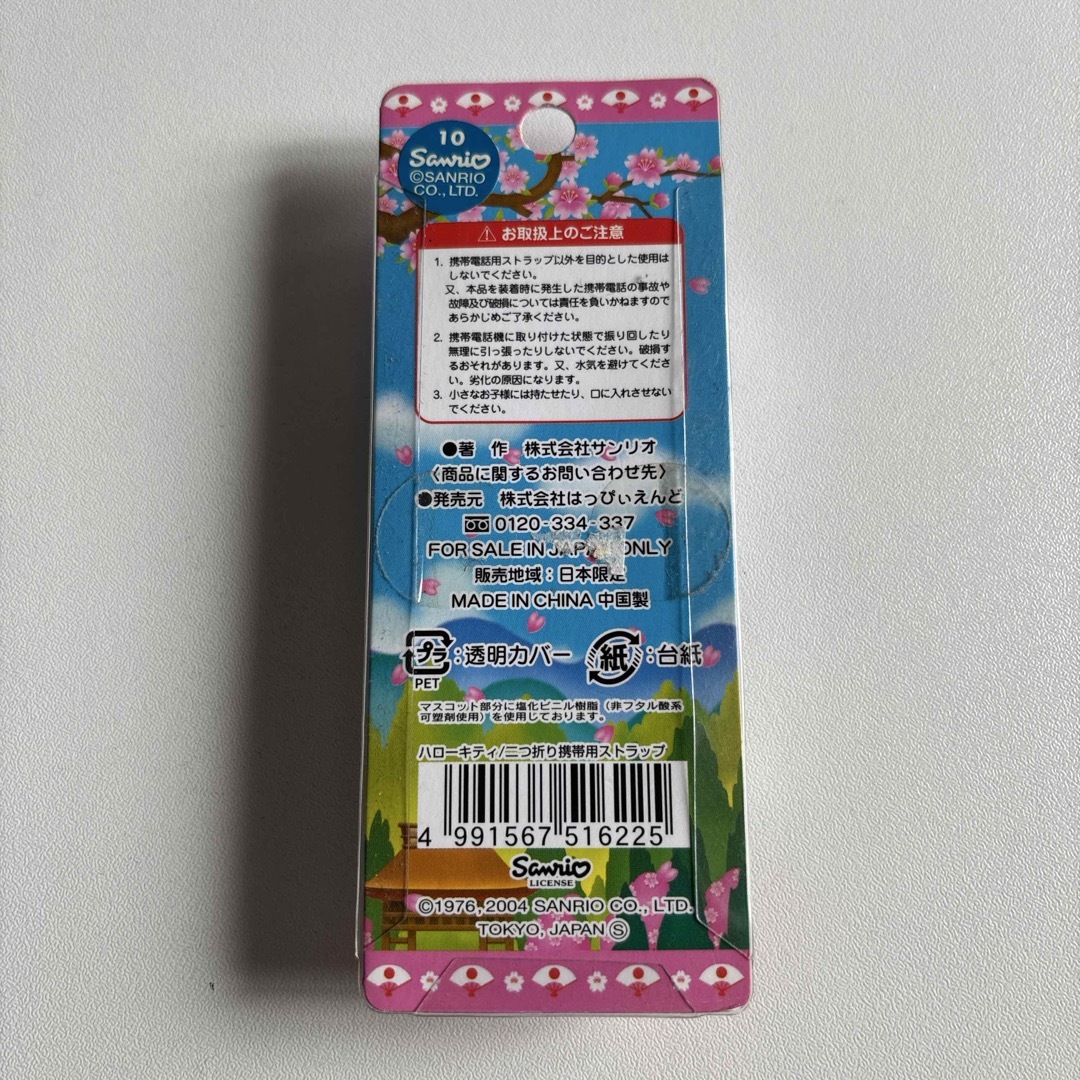 10
Sanrio
©SANRIO
CO., LTD.
⚠ お取扱上のご注意
1. 携帯電話用ストラップ以外を目的とした使用は
しないでください。
又、本品を装着時に発生した携帯電話の事故や
故障及び破損については責任を負いかねますので
あらかじめご了承ください。
2. 携帯電話機に取り付けた状態で振り回したり
無理に引っ張ったりしないでください。破損す
るおそれがあります。又、水気を避けてくださ
い。劣化の原因になります。
3. 小さなお子様には持たせたり、口に入れさせない
でください。
●著 作 株式会社サンリオ
〈商品に関するお問い合わせ先〉
●発売元 株式会社はっぴぃえんど
0120-334-337
FOR SALE IN JAPAN ONLY
販売地域：日本限定
MADE IN CHINA 中国製
プラ：透明カバー 紙：台紙
PET
マスコット部分に塩化ビニル樹脂（非フタル酸系
可塑剤使用）を使用しております。
ハローキティ/二つ折り携帯用ストラップ
4 991567 516225
Sanrio
LICENSE
©1976, 2004 SANRIO CO., LTD.
TOKYO, JAPAN Ⓢ